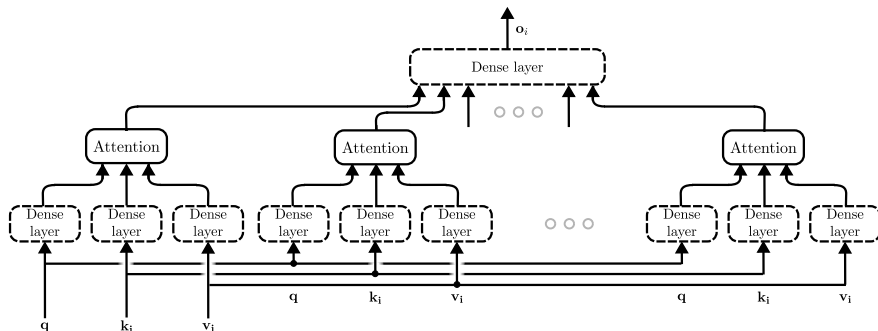 o_i
Dense layer
Attention Attention Attention
Dense Dense Dense Dense Dense Dense Dense Dense Dense
layer layer layer layer layer layer layer layer layer
q k_i v_i q k_i v_i
q k_i v_i